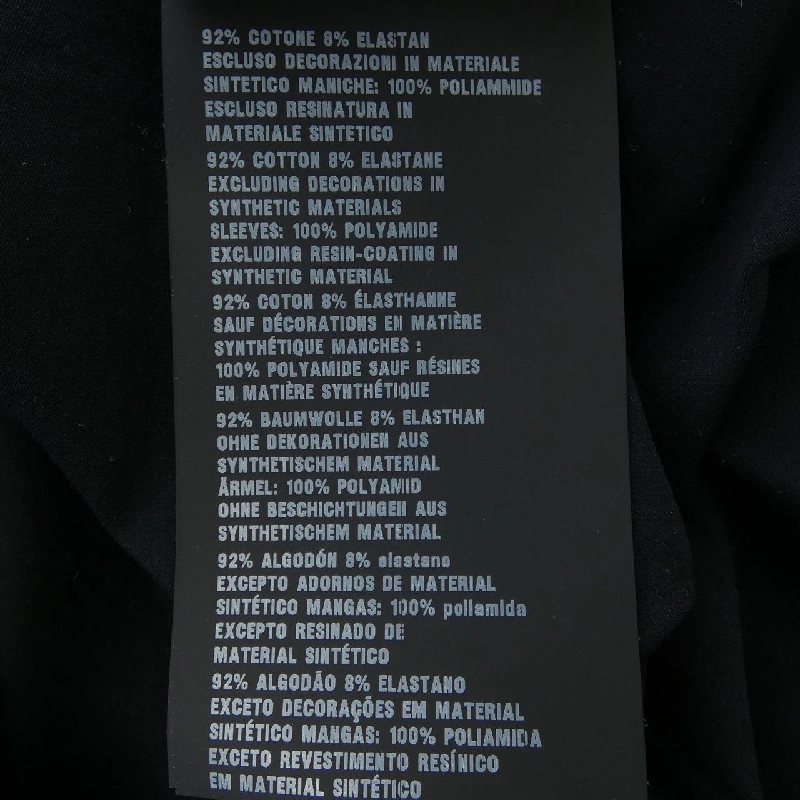 92% COTONE 8% ELASTAN
ESCLUSO DECORAZIONI IN MATERIALE
SINTETICO MANICHE: 100% POLIAMMIDE
ESCLUSO RESINATURA IN
MATERIALE SINTETICO
92% COTTON 8% ELASTANE
EXCLUDING DECORATIONS IN
SYNTHETIC MATERIALS
SLEEVES: 100% POLYAMIDE
EXCLUDING RESIN-COATING IN
SYNTHETIC MATERIAL
92% COTON 8% ÉLASTHANNE
SAUF DÉCORATIONS EN MATIÈRE
SYNTHÉTIQUE MANCHES :
100% POLYAMIDE SAUF RÉSINES
EN MATIÈRE SYNTHÉTIQUE
92% BAUMWOLLE 8% ELASTHAN
OHNE DEKORATIONEN AUS
SYNTHETISCHEM MATERIAL
ÄRMEL: 100% POLYAMID
OHNE BESCHICHTUNGEN AUS
SYNTHETISCHEM MATERIAL
92% ALGODÓN 8% elastano
EXCEPTO ADORNOS DE MATERIAL
SINTÉTICO MANGAS: 100% poliamida
EXCEPTO RESINADO DE
MATERIAL SINTÉTICO
92% ALGODÃO 8% ELASTANO
EXCETO DECORAÇÕES EM MATERIAL
SINTÉTICO MANGAS: 100% POLIAMIDA
EXCETO REVESTIMENTO RESÍNICO
EM MATERIAL SINTÉTICO